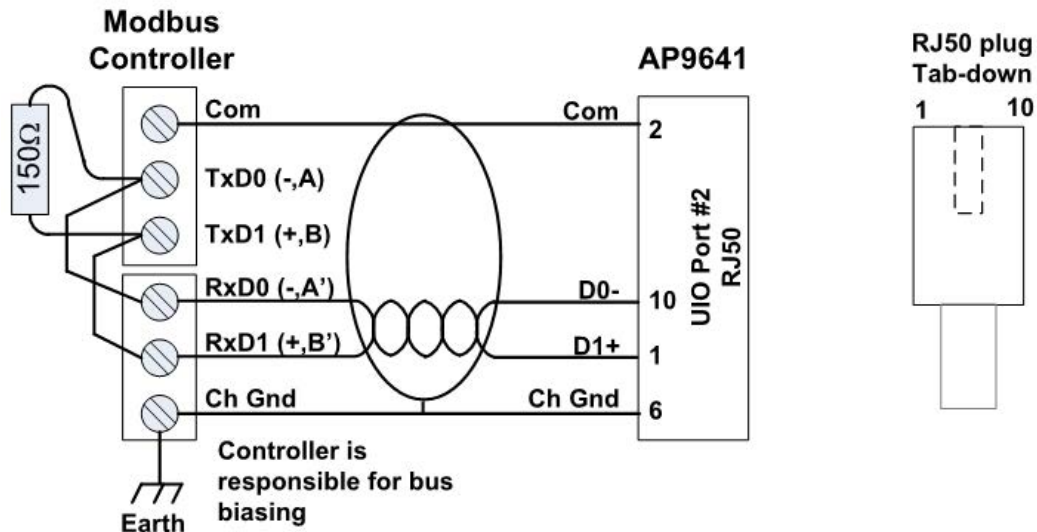 Modbus
Controller
150Ω
Com
TxD0 (-,A)
TxD1 (+,B)
RxD0 (-,A’)
RxD1 (+,B’)
Ch Gnd
Earth
Controller is
responsible for bus
biasing
AP9641
Com
2
D0-
10
D1+
1
Ch Gnd
6
UIO Port #2
RJ50
RJ50 plug
Tab-down
1 10